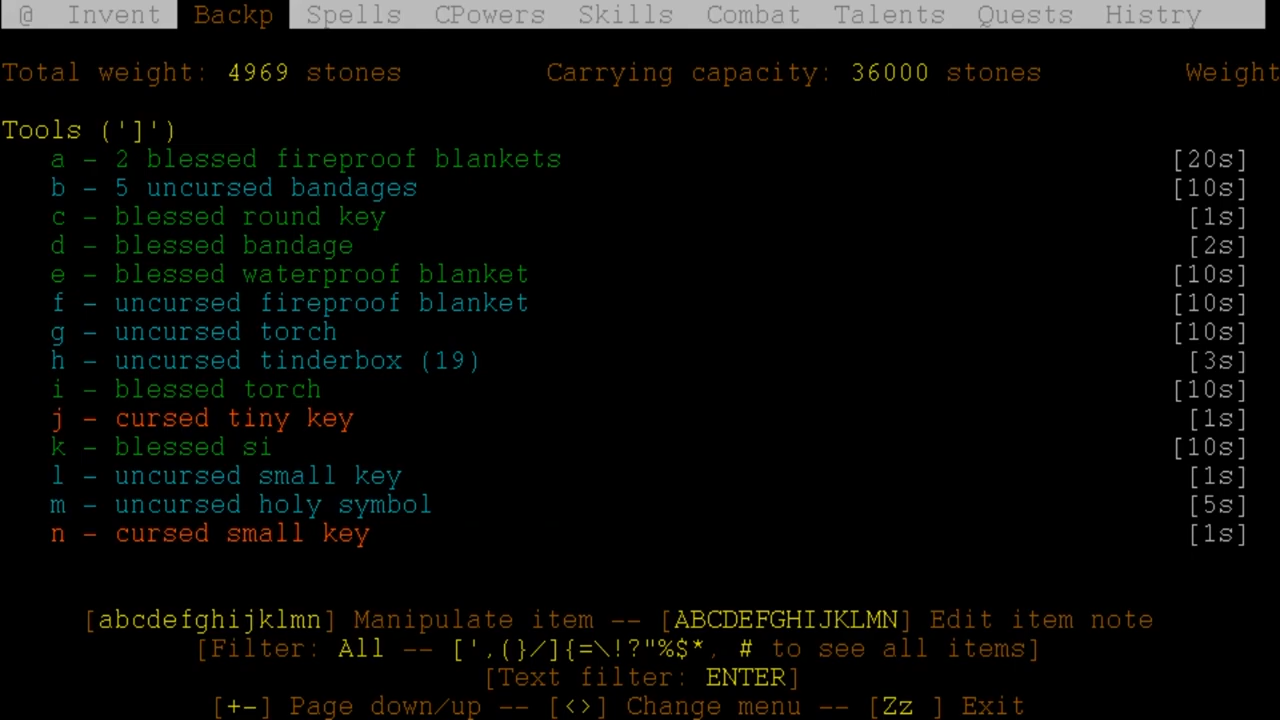 @ Invent Backp Spells CPowers Skills Combat Talents Quests Histry
Total weight: 4969 stones Carrying capacity: 36000 stones Weight
Tools (']')
a - 2 blessed fireproof blankets [20s]
b - 5 uncursed bandages [10s]
c - blessed round key [1s]
d - blessed bandage [2s]
e - blessed waterproof blanket [10s]
f - uncursed fireproof blanket [10s]
g - uncursed torch [10s]
h - uncursed tinderbox (19) [3s]
i - blessed torch [10s]
j - cursed tiny key [1s]
k - blessed si [10s]
l - uncursed small key [1s]
m - uncursed holy symbol [5s]
n - cursed small key [1s]
[abcdefghijklmn] Manipulate item -- [ABCDEFGHIJKLMN] Edit item note
[Filter: All -- [',(}/]{=\!?"%$*, # to see all items]
[Text filter: ENTER]
[+-] Page down/up -- [<>] Change menu -- [Zz ] Exit